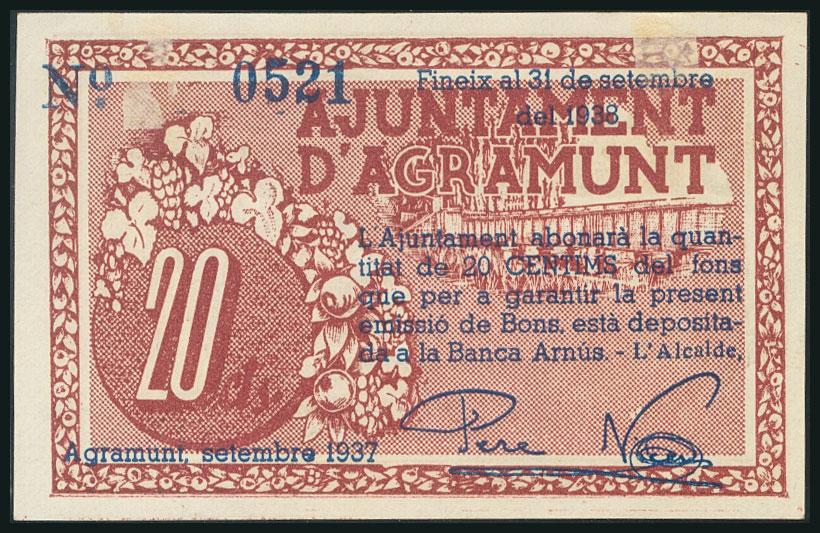 Nº 0521
Fineix al 31 de setembre
del 1938
AJUNTAMENT
D'AGRAMUNT
L'Ajuntament abonarà la quan-
titat de 20 CENTIMS del fons
que per a garantir la present
emissió de Bons, està deposita-
da a la Banca Arnús. - L'Alcalde,
20 cts
Pere
Agramunt, setembre 1937